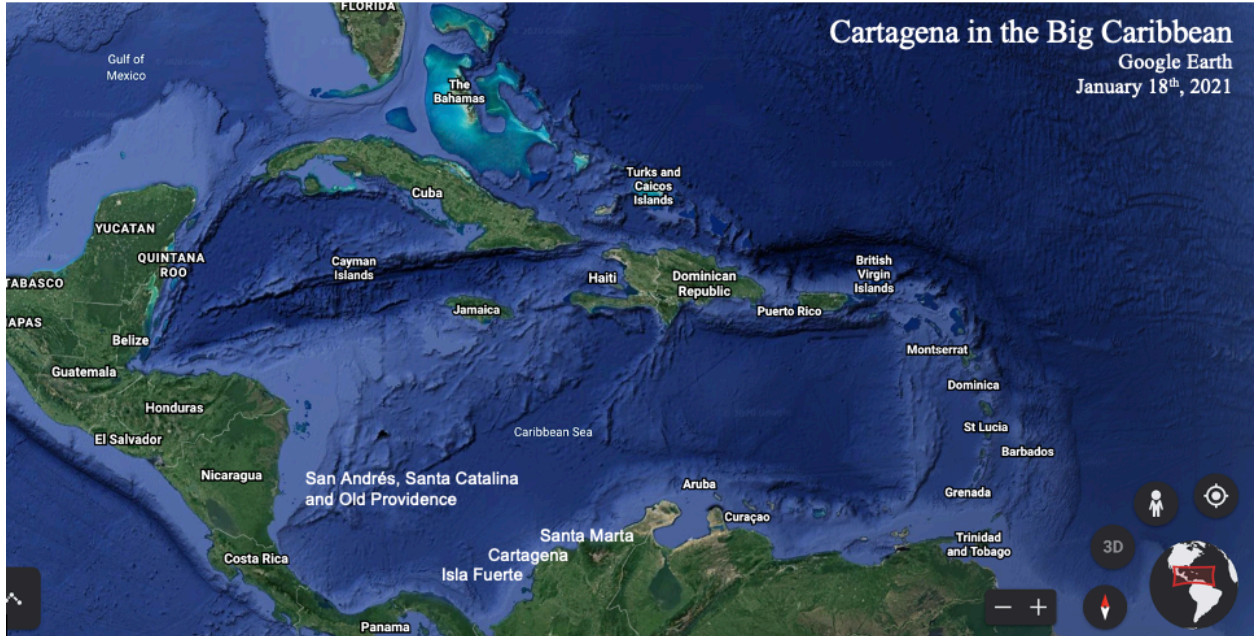 FLORIDA
Cartagena in the Big Caribbean
Google Earth
January 18th, 2021
Gulf of
Mexico
The
Bahamas
Turks and
Caicos
Islands
Cuba
YUCATAN
QUINTANA
ROO
TABASCO
Cayman
Islands
Haiti
Dominican
Republic
British
Virgin
Islands
Jamaica
Puerto Rico
APAS
Belize
Montserrat
Guatemala
Dominica
Honduras
St Lucia
El Salvador
Caribbean Sea
Barbados
Nicaragua
San Andrés, Santa Catalina
and Old Providence
Aruba
Grenada
Curaçao
Santa Marta
Trinidad
and Tobago
Cartagena
Costa Rica
Isla Fuerte
3D
Panama